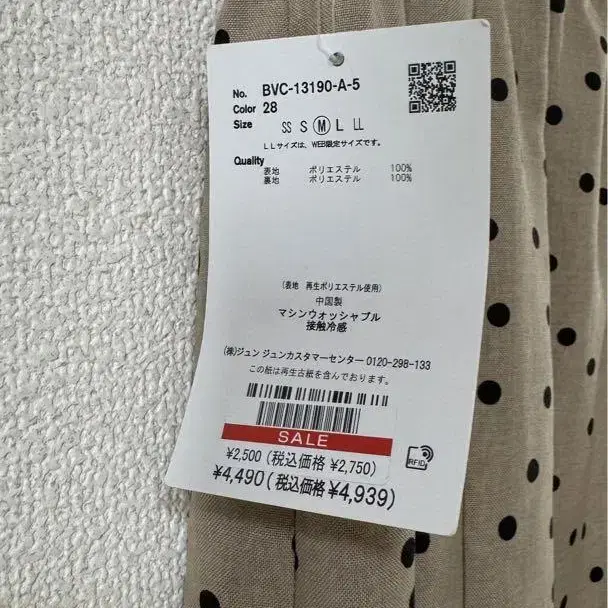 No. BVC-13190-A-5
Color 28
Size SS S M L LL
LLサイズは、WEB限定サイズです。
Quality
表地 ポリエステル 100%
裏地 ポリエステル 100%
(表地 再生ポリエステル使用)
中国製
マシンウォッシャブル
接触冷感
(株)ジュン ジュンカスタマーセンター 0120-298-133
この紙は再生古紙を含んでおります。
SALE
¥2,500 (税込価格 ¥2,750)
¥4,490 (税込価格 ¥4,939)
RFID